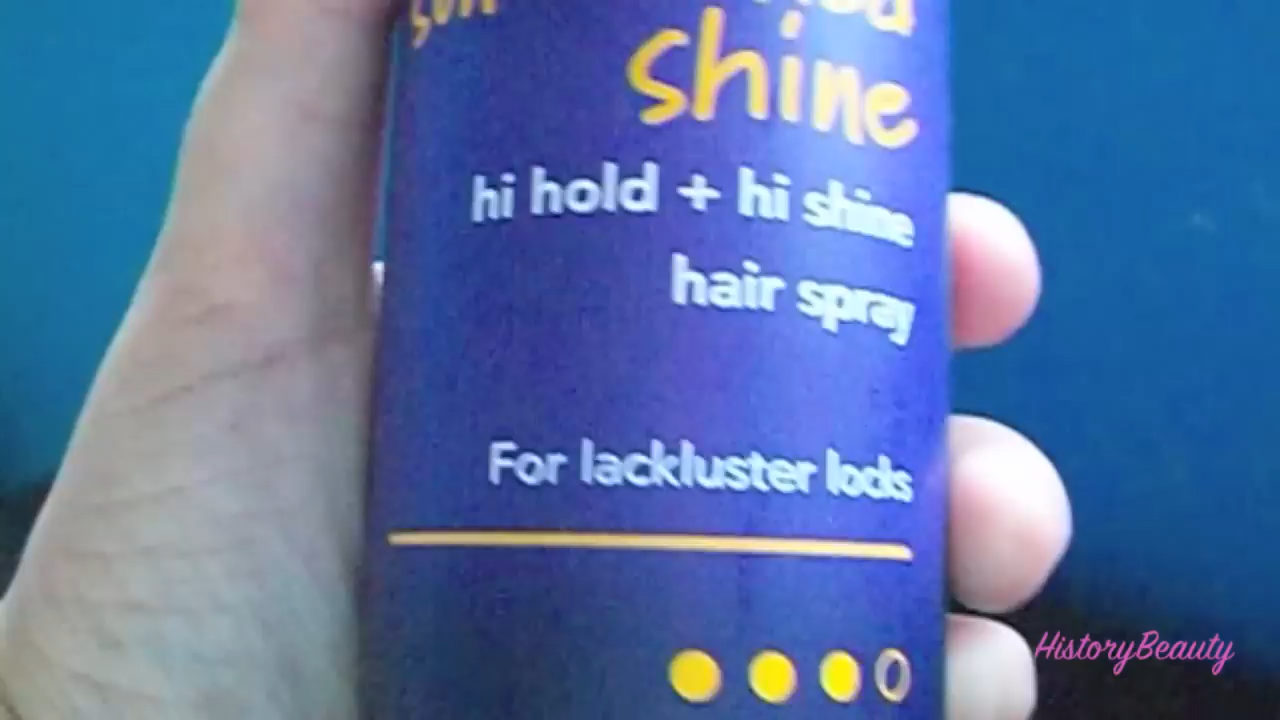 shine
hi hold + hi shine
hair spray
For lackluster locks
HistoryBeauty